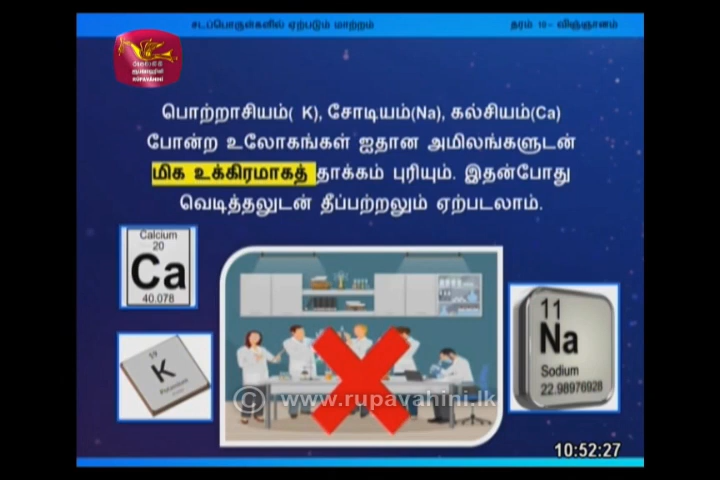 சடப்பொருள்களில் ஏற்படும் மாற்றம்
தரம் 10 - விஞ்ஞானம்
RUPAVAHINI
பொற்றாசியம்( K), சோடியம்(Na), கல்சியம்(Ca)
போன்ற உலோகங்கள் ஐதான அமிலங்களுடன்
மிக உக்கிரமாகத் தாக்கம் புரியும். இதன்போது
வெடித்தலுடன் தீப்பற்றலும் ஏற்படலாம்.
Calcium
20
Ca
40.078
19
K
Potassium
11
Na
Sodium
22.98976928
© www.rupavahini.lk
10:52:27